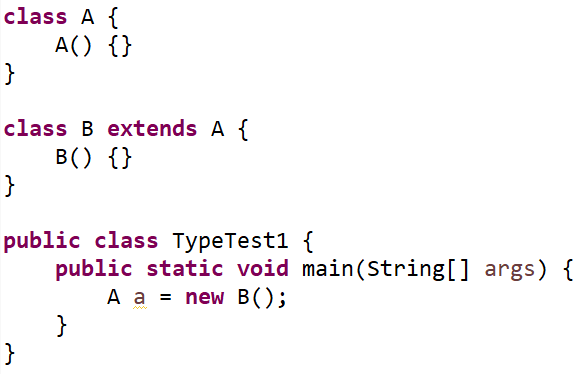 class A {
    A() {}
}

class B extends A {
    B() {}
}

public class TypeTest1 {
    public static void main(String[] args) {
        A a = new B();
    }
}